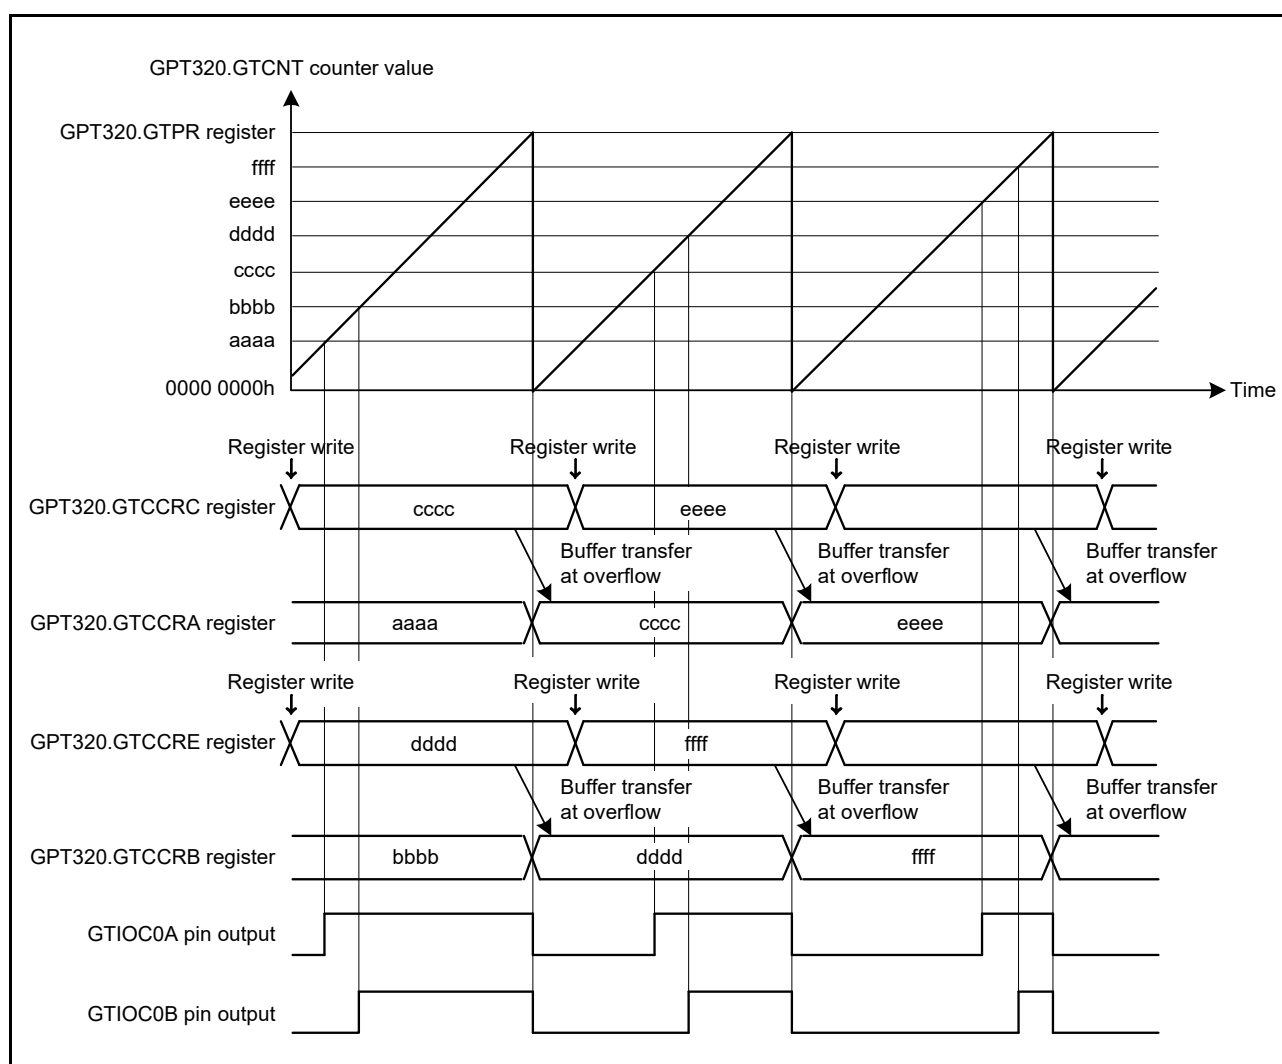 GPT320.GTCNT counter value
GPT320.GTPR register
ffff
eeee
dddd
cccc
bbbb
aaaa
0000 0000h
Time
Register write Register write Register write Register write
GPT320.GTCCRC register cccc eeee
Buffer transfer at overflow
Buffer transfer at overflow
Buffer transfer at overflow
GPT320.GTCCRA register aaaa cccc eeee
Register write Register write Register write Register write
GPT320.GTCCRE register dddd ffff
Buffer transfer at overflow
Buffer transfer at overflow
Buffer transfer at overflow
GPT320.GTCCRB register bbbb dddd ffff
GTIOC0A pin output
GTIOC0B pin output